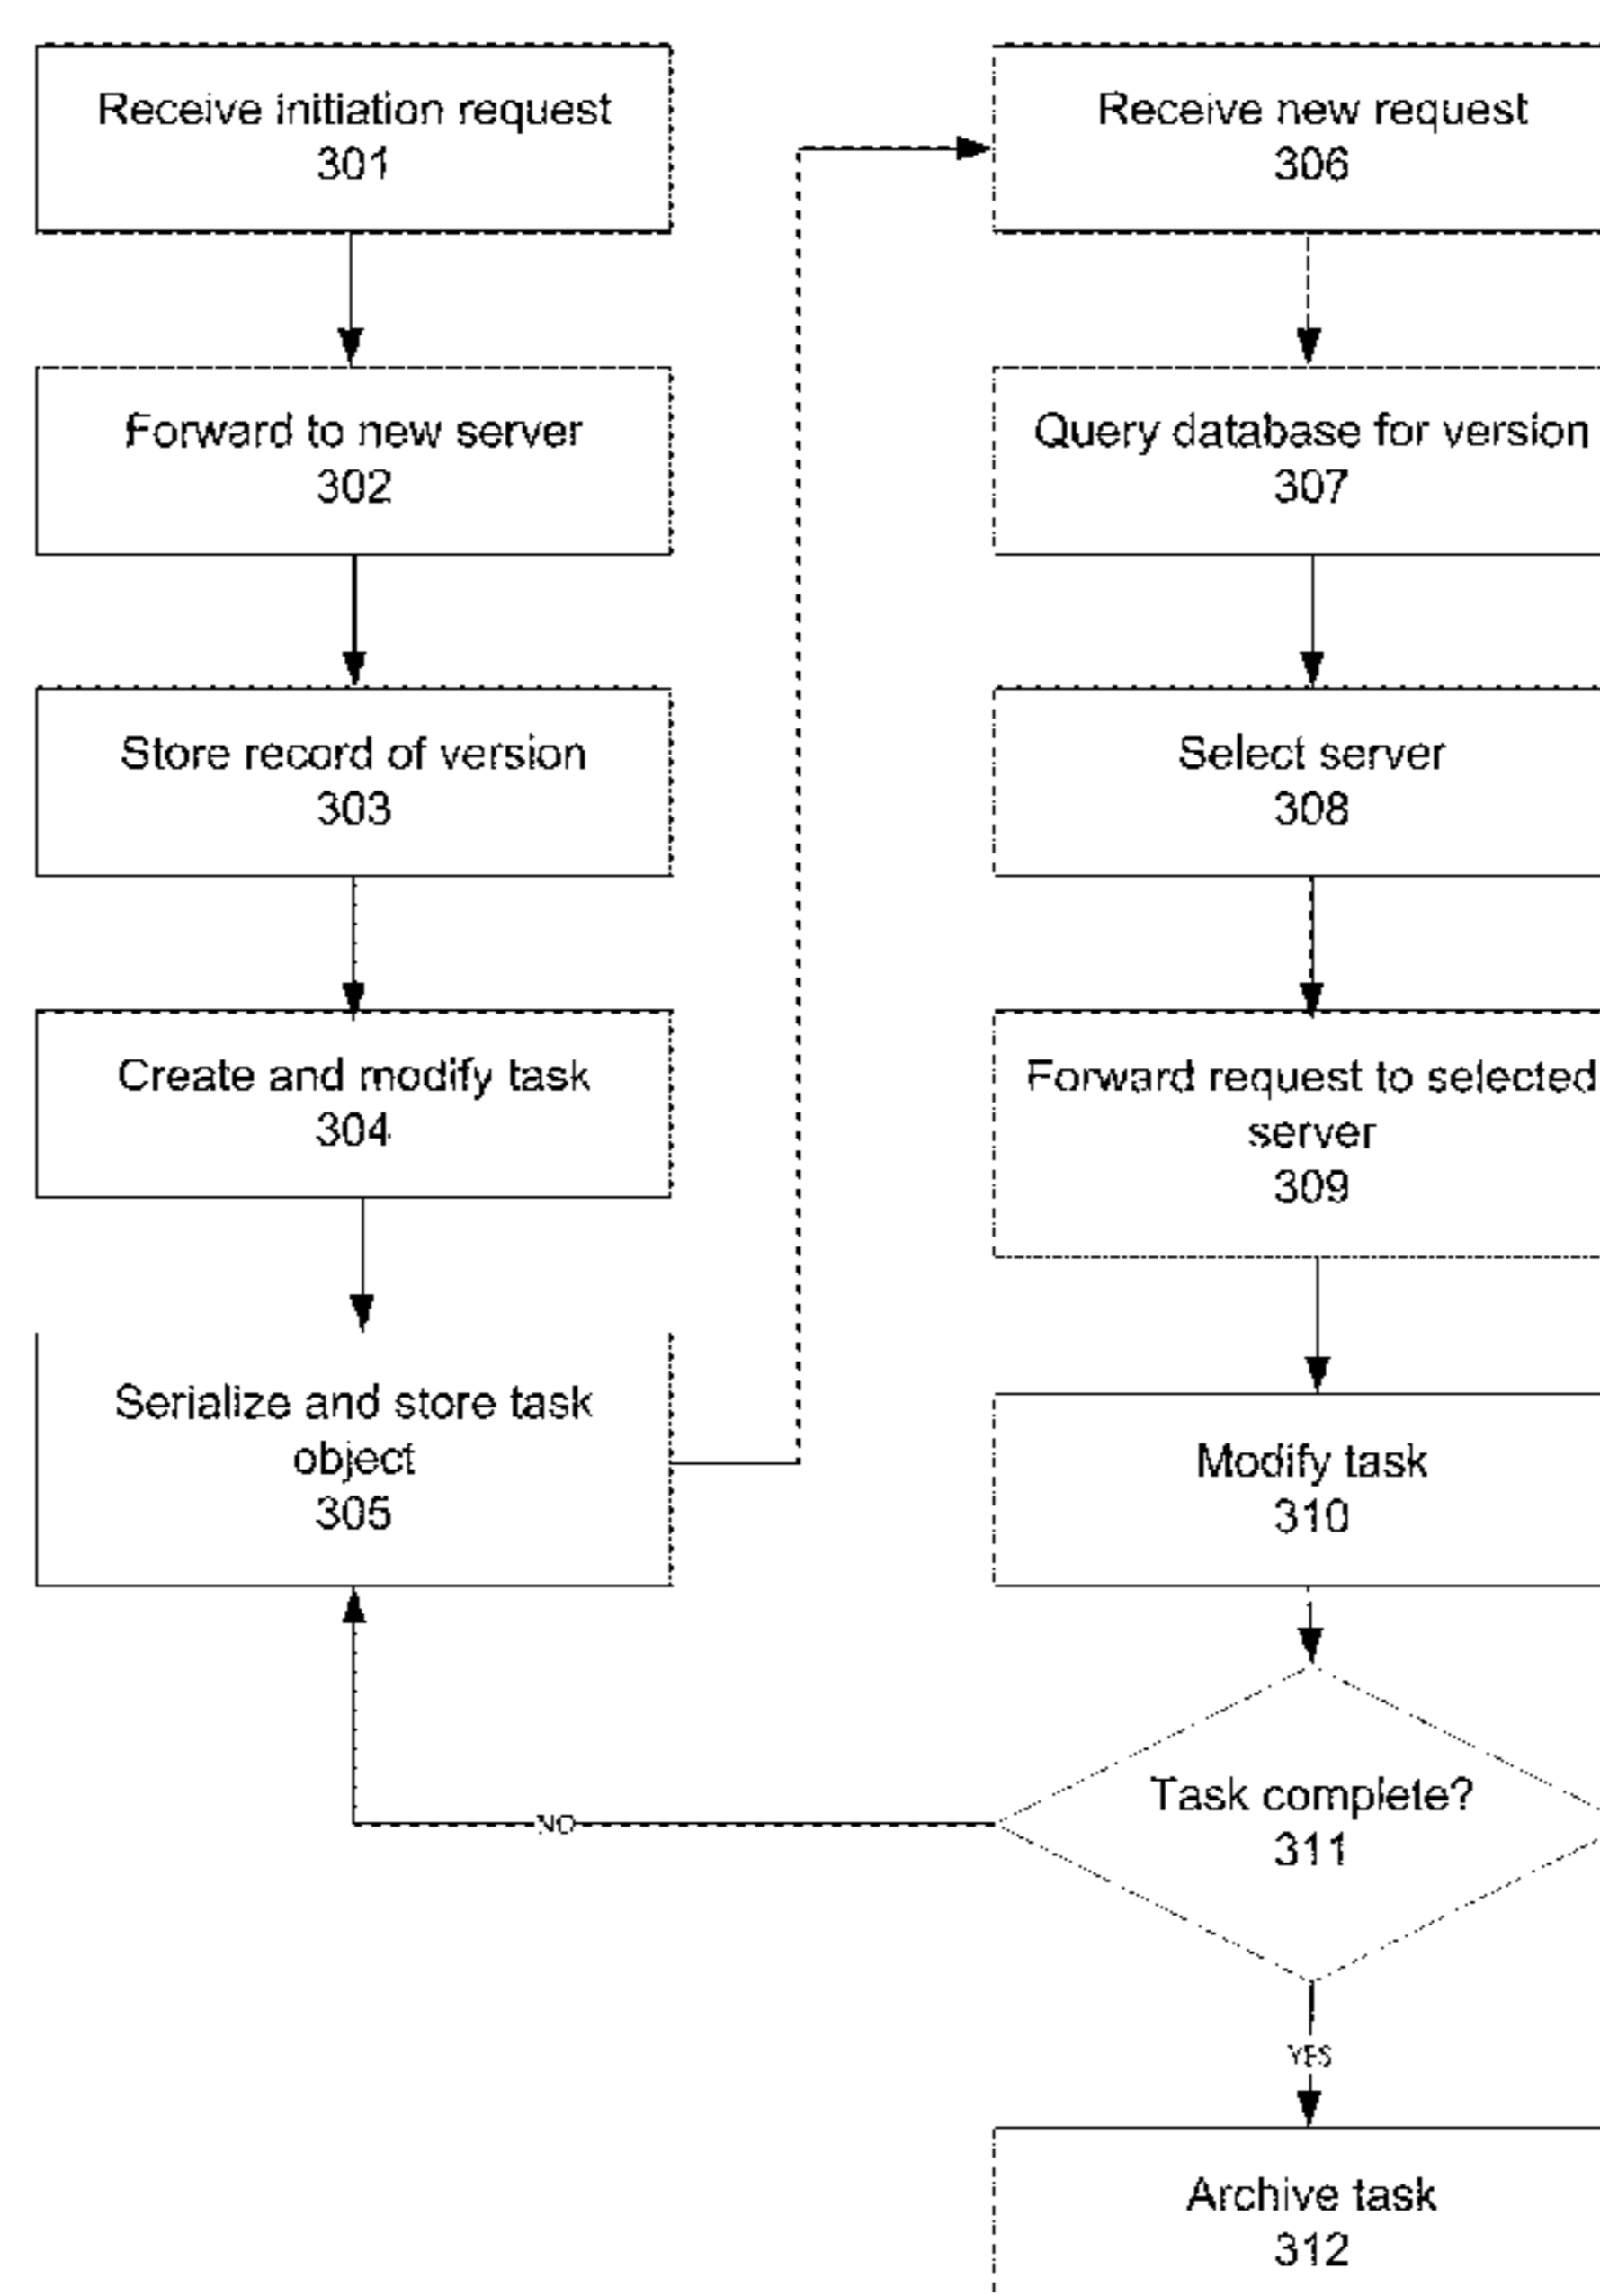 Receive initiation request
301
Forward to new server
302
Store record of version
303
Create and modify task
304
Serialize and store task
object
305
Receive new request
306
Query database for version
307
Select server
308
Forward request to selected
server
309
Modify task
310
Task complete?
311
NO
YES
Archive task
312